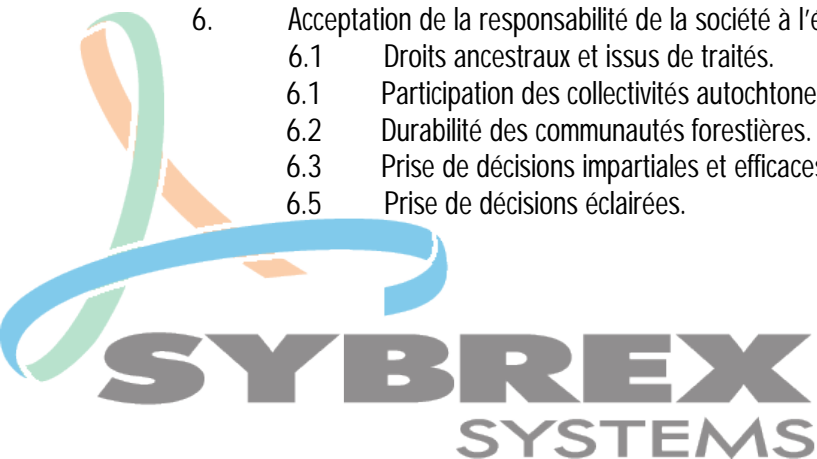 6. Acceptation de la responsabilité de la société à l'é
6.1 Droits ancestraux et issus de traités.
6.1 Participation des collectivités autochtone
6.2 Durabilité des communautés forestières.
6.3 Prise de décisions impartiales et efficaces
6.5 Prise de décisions éclairées.
SYBREX
SYSTEMS